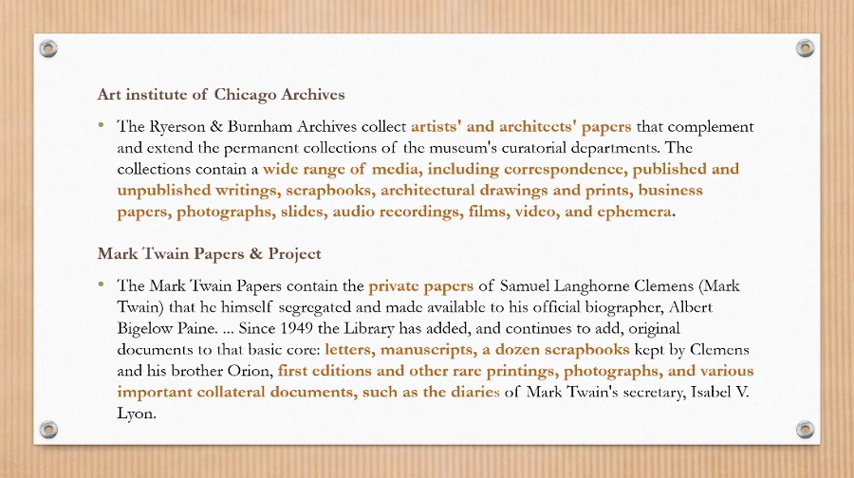 Art institute of Chicago Archives
• The Ryerson & Burnham Archives collect artists' and architects' papers that complement
and extend the permanent collections of the museum's curatorial departments. The
collections contain a wide range of media, including correspondence, published and
unpublished writings, scrapbooks, architectural drawings and prints, business
papers, photographs, slides, audio recordings, films, video, and ephemera.
Mark Twain Papers & Project
• The Mark Twain Papers contain the private papers of Samuel Langhorne Clemens (Mark
Twain) that he himself segregated and made available to his official biographer, Albert
Bigelow Paine. ... Since 1949 the Library has added, and continues to add, original
documents to that basic core: letters, manuscripts, a dozen scrapbooks kept by Clemens
and his brother Orion, first editions and other rare printings, photographs, and various
important collateral documents, such as the diaries of Mark Twain's secretary, Isabel V.
Lyon.